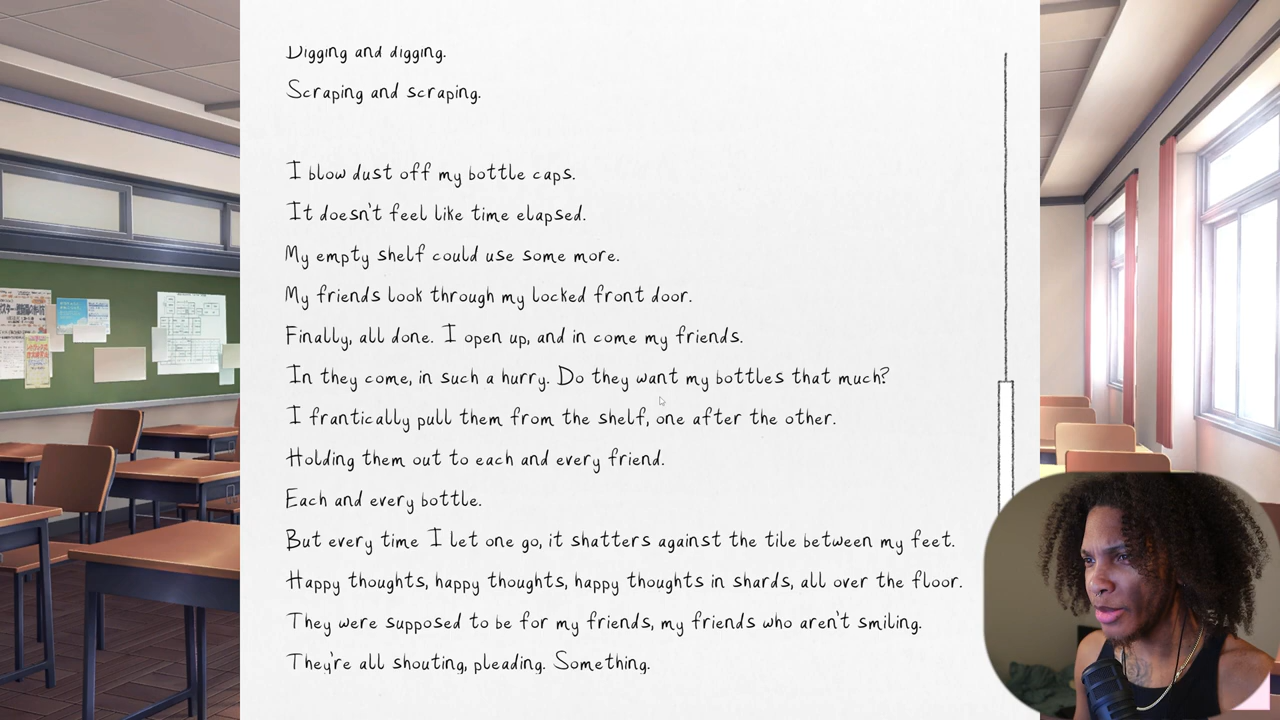 Digging and digging.
Scraping and scraping.
I blow dust off my bottle caps.
It doesn't feel like time elapsed.
My empty shelf could use some more.
My friends look through my locked front door.
Finally, all done. I open up, and in come my friends.
In they come, in such a hurry. Do they want my bottles that much?
I frantically pull them from the shelf, one after the other.
Holding them out to each and every friend.
Each and every bottle.
But every time I let one go, it shatters against the tile between my feet.
Happy thoughts, happy thoughts, happy thoughts in shards, all over the floor.
They were supposed to be for my friends, my friends who aren't smiling.
They're all shouting, pleading. Something.